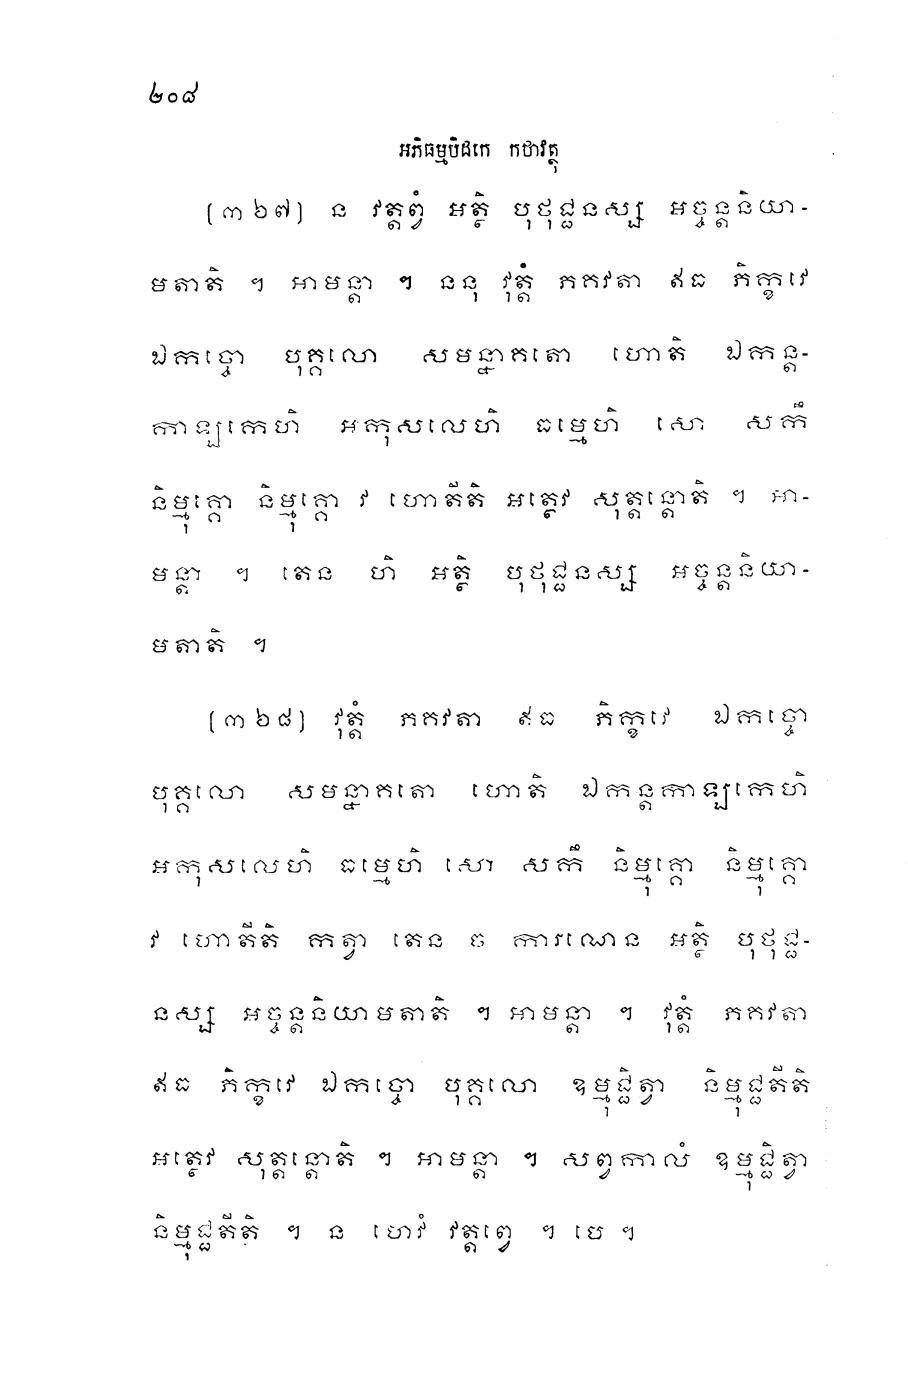 ២០៨
អភិធម្មបិដកេ កថាវត្ថុ
[៣៦៧] ន វត្តព្វំ អត្ថិ បុថុជ្ជនស្ស អច្ចន្តនិយា-
មតាតិ ។ អាមន្តា ។ ននុ វុត្តំ ភគវតា ឥធ ភិក្ខវេ
ឯកច្ចោ បុគ្គលោ សមន្នាគតោ ហោតិ ឯកន្ត-
កាឡកេហិ អកុសលេហិ ធម្មេហិ សោ សកឹ
និម្មុគ្គោ និម្មុគ្គោ វ ហោតីតិ អត្ថេវ សុត្តន្តោតិ ។ អា-
មន្តា ។ តេន ហិ អត្ថិ បុថុជ្ជនស្ស អច្ចន្តនិយា-
មតាតិ ។
[៣៦៨] វុត្តំ ភគវតា ឥធ ភិក្ខវេ ឯកច្ចោ
បុគ្គលោ សមន្នាគតោ ហោតិ ឯកន្តកាឡកេហិ
អកុសលេហិ ធម្មេហិ សោ សកឹ និម្មុគ្គោ និម្មុគ្គោ
វ ហោតីតិ កត្វា តេន ច ការណេន អត្ថិ បុថុជ្ជ-
នស្ស អច្ចន្តនិយាមតាតិ ។ អាមន្តា ។ វុត្តំ ភគវតា
ឥធ ភិក្ខវេ ឯកច្ចោ បុគ្គលោ ឧម្មុជ្ជិត្វា និម្មុជ្ជតីតិ
អត្ថេវ សុត្តន្តោតិ ។ អាមន្តា ។ សព្វកាលំ ឧម្មុជ្ជិត្វា
និម្មុជ្ជតីតិ ។ ន ហេវំ វត្តព្វេ ។ បេ ។